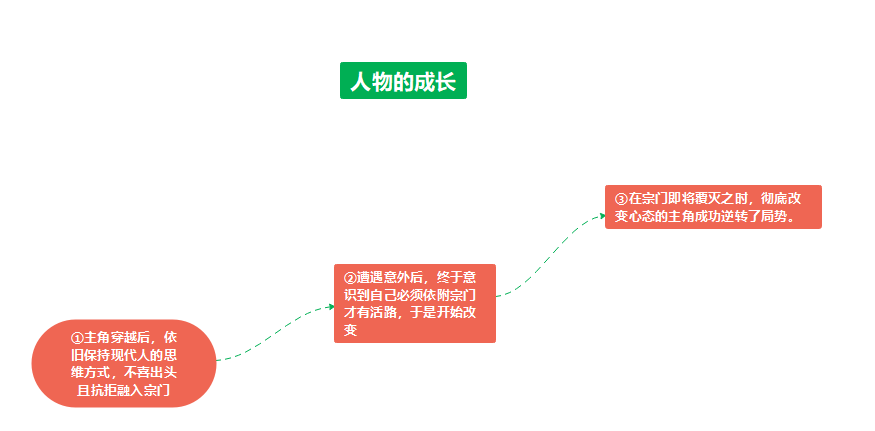 人物的成长
①主角穿越后，依
旧保持现代人的思
维方式，不喜出头
且抗拒融入宗门
②遭遇意外后，终于意
识到自己必须依附宗门
才有活路，于是开始改
变
③在宗门即将覆灭之时，彻底改
变心态的主角成功逆转了局势。